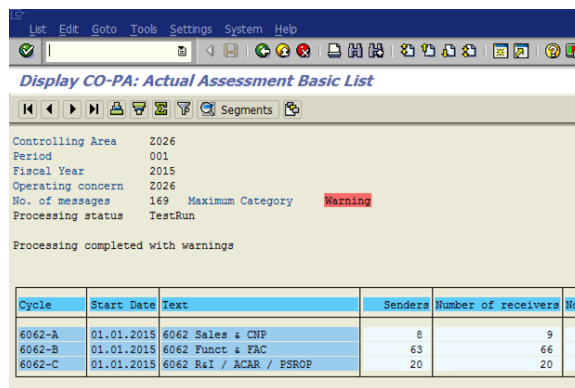 List Edit Goto Tools Settings System Help
Display CO-PA: Actual Assessment Basic List
Segments
Controlling Area Z026
Period 001
Fiscal Year 2015
Operating concern Z026
No. of messages 169 Maximum Category Warning
Processing status TestRun
Processing completed with warnings
Cycle Start Date Text Senders Number of receivers
6062-A 01.01.2015 6062 Sales & CNP 8 9
6062-B 01.01.2015 6062 Funct & FAC 63 66
6062-C 01.01.2015 6062 R&I / ACAR / PSROP 20 20